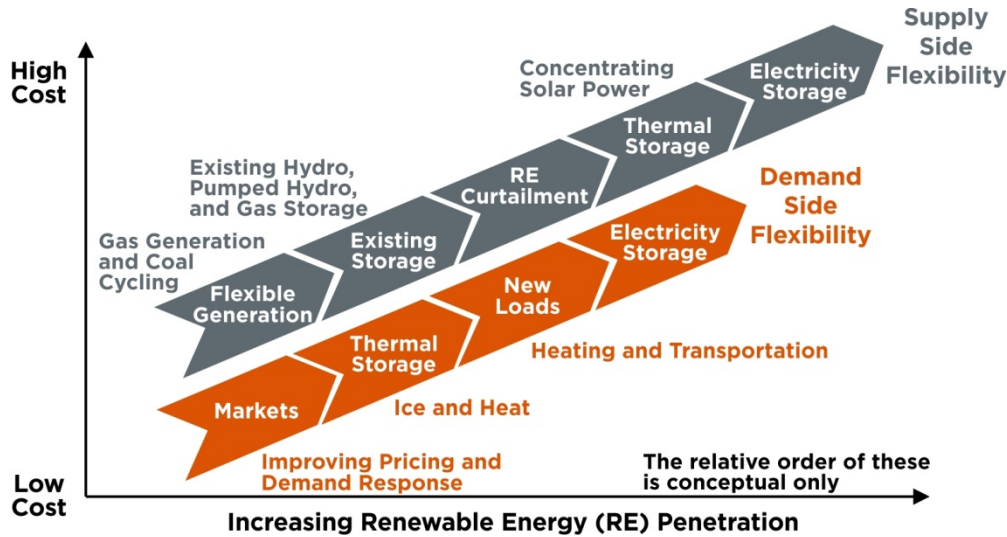 High
Cost
Supply
Side
Flexibility
Concentrating
Solar Power
Electricity
Storage
Thermal
Storage
Existing Hydro,
Pumped Hydro,
and Gas Storage
RE
Curtailment
Demand
Side
Flexibility
Gas Generation
and Coal
Cycling
Existing
Storage
Electricity
Storage
Flexible
Generation
New
Loads
Thermal
Storage
Heating and Transportation
Markets
Ice and Heat
Improving Pricing and
Demand Response
The relative order of these
is conceptual only
Low
Cost
Increasing Renewable Energy (RE) Penetration